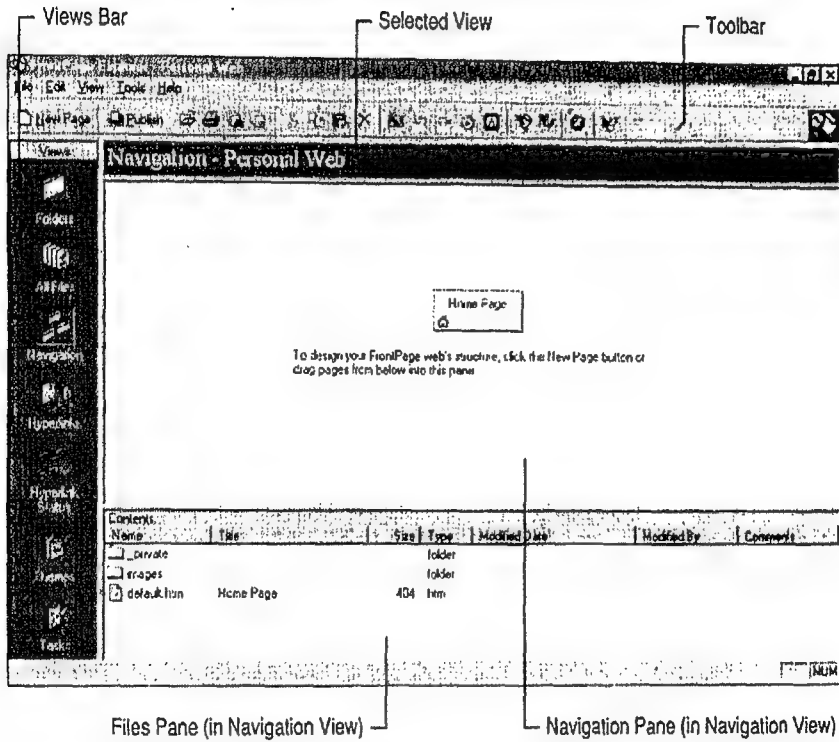 Views Bar
Selected View
Toolbar
File Edit View Tools Help
New Page Publish
Views
Navigation - Personal Web
Folders
All Files
Navigation
Hyperlinks
Hyperlink
Status
Themes
Tasks
Home Page
To design your FrontPage web's structure, click the New Page button or
drag pages from below into this pane
Contents
Name Title Size Type Modified Date Modified By Comments
_private folder
images folder
default.htm Home Page 404 htm
NUM
Files Pane (in Navigation View)
Navigation Pane (in Navigation View)